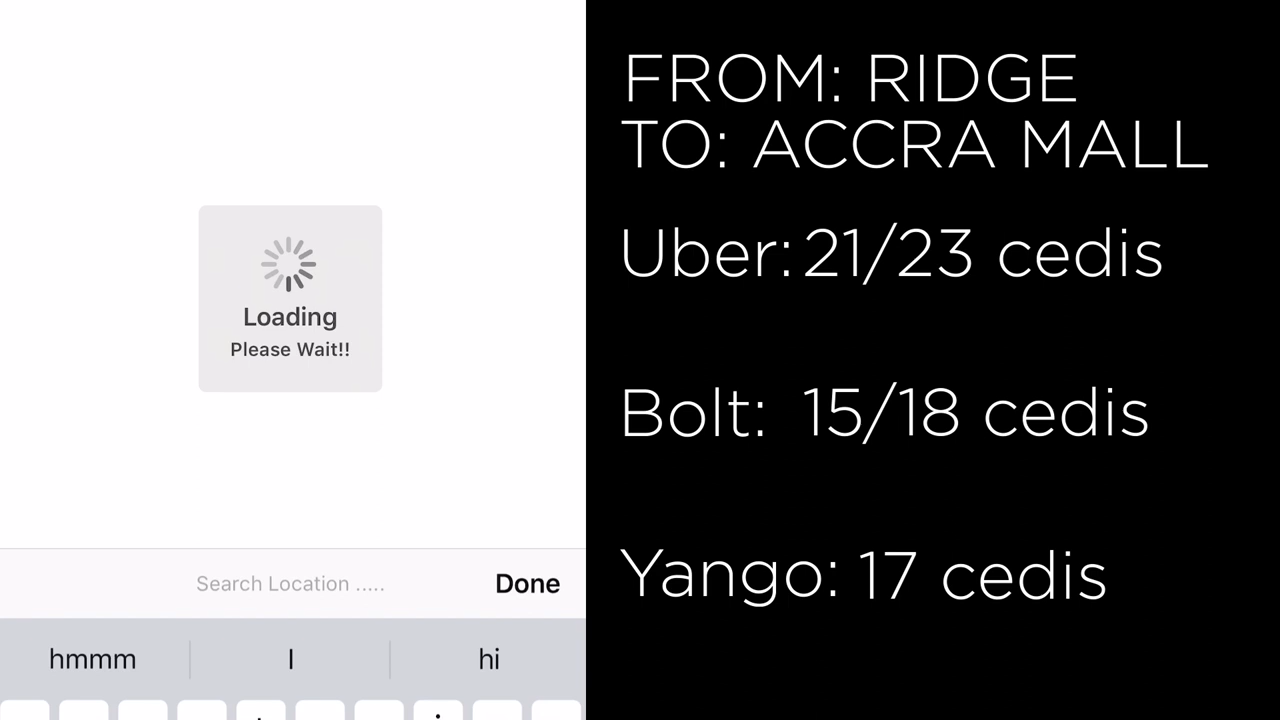 Loading
Please Wait!!
Search Location .....
Done
hmmm
I
hi
FROM: RIDGE
TO: ACCRA MALL
Uber: 21/23 cedis
Bolt: 15/18 cedis
Yango: 17 cedis